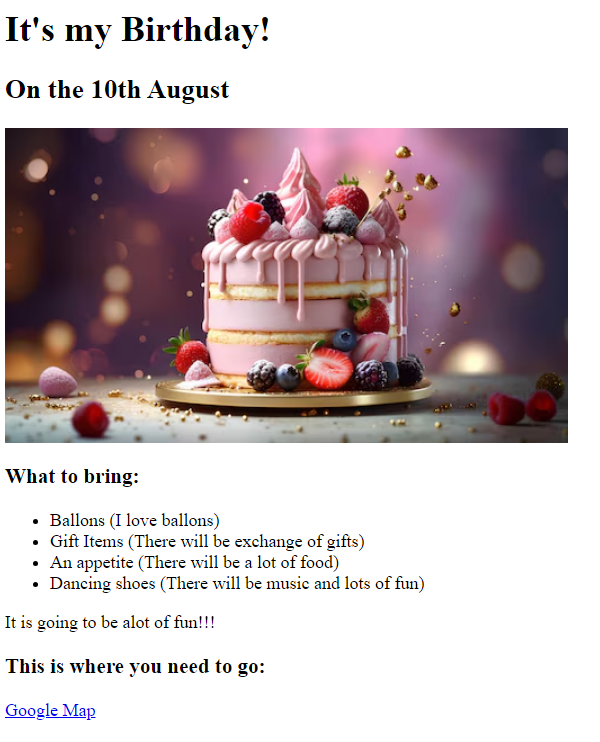 It's my Birthday!
On the 10th August
What to bring:
Ballons (I love ballons)
Gift Items (There will be exchange of gifts)
An appetite (There will be a lot of food)
Dancing shoes (There will be music and lots of fun)
It is going to be alot of fun!!!
This is where you need to go:
Google Map